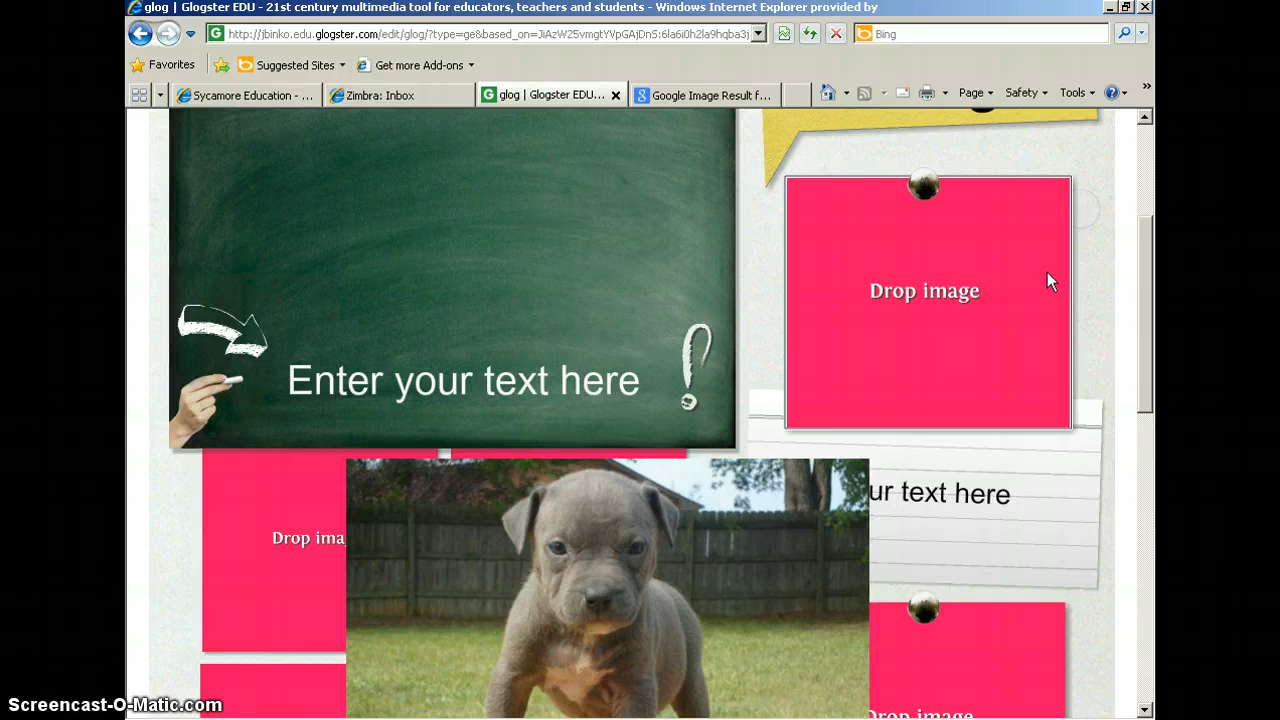 glog | Glogster EDU - 21st century multimedia tool for educators, teachers and students - Windows Internet Explorer provided by
http://jbinko.edu.glogster.com/edit/glog/?type=ge&based_on=JiAzW25vmgtYVpGAjDnS:6la6i0h2la9hqba3j
Bing
Favorites Suggested Sites Get more Add-ons
Sycamore Education - ... Zimbra: Inbox glog | Glogster EDU... Google Image Result f... Page Safety Tools
Drop image
Enter your text here
ur text here
Drop ima
Drop image
Screencast-O-Matic.com